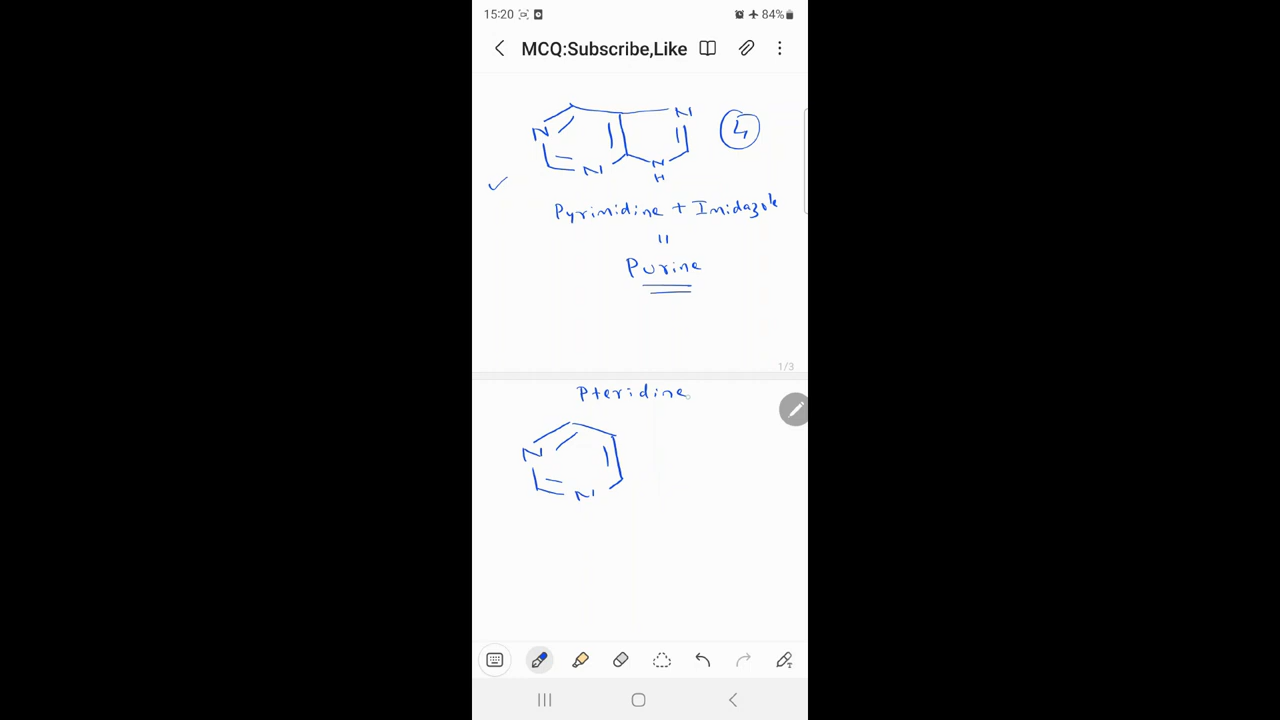 15:20 84%
MCQ:Subscribe,Like
N N
4
N N
H
Pyrimidine + Imidazole
"
Purine
1/3
Pteridine
N
N